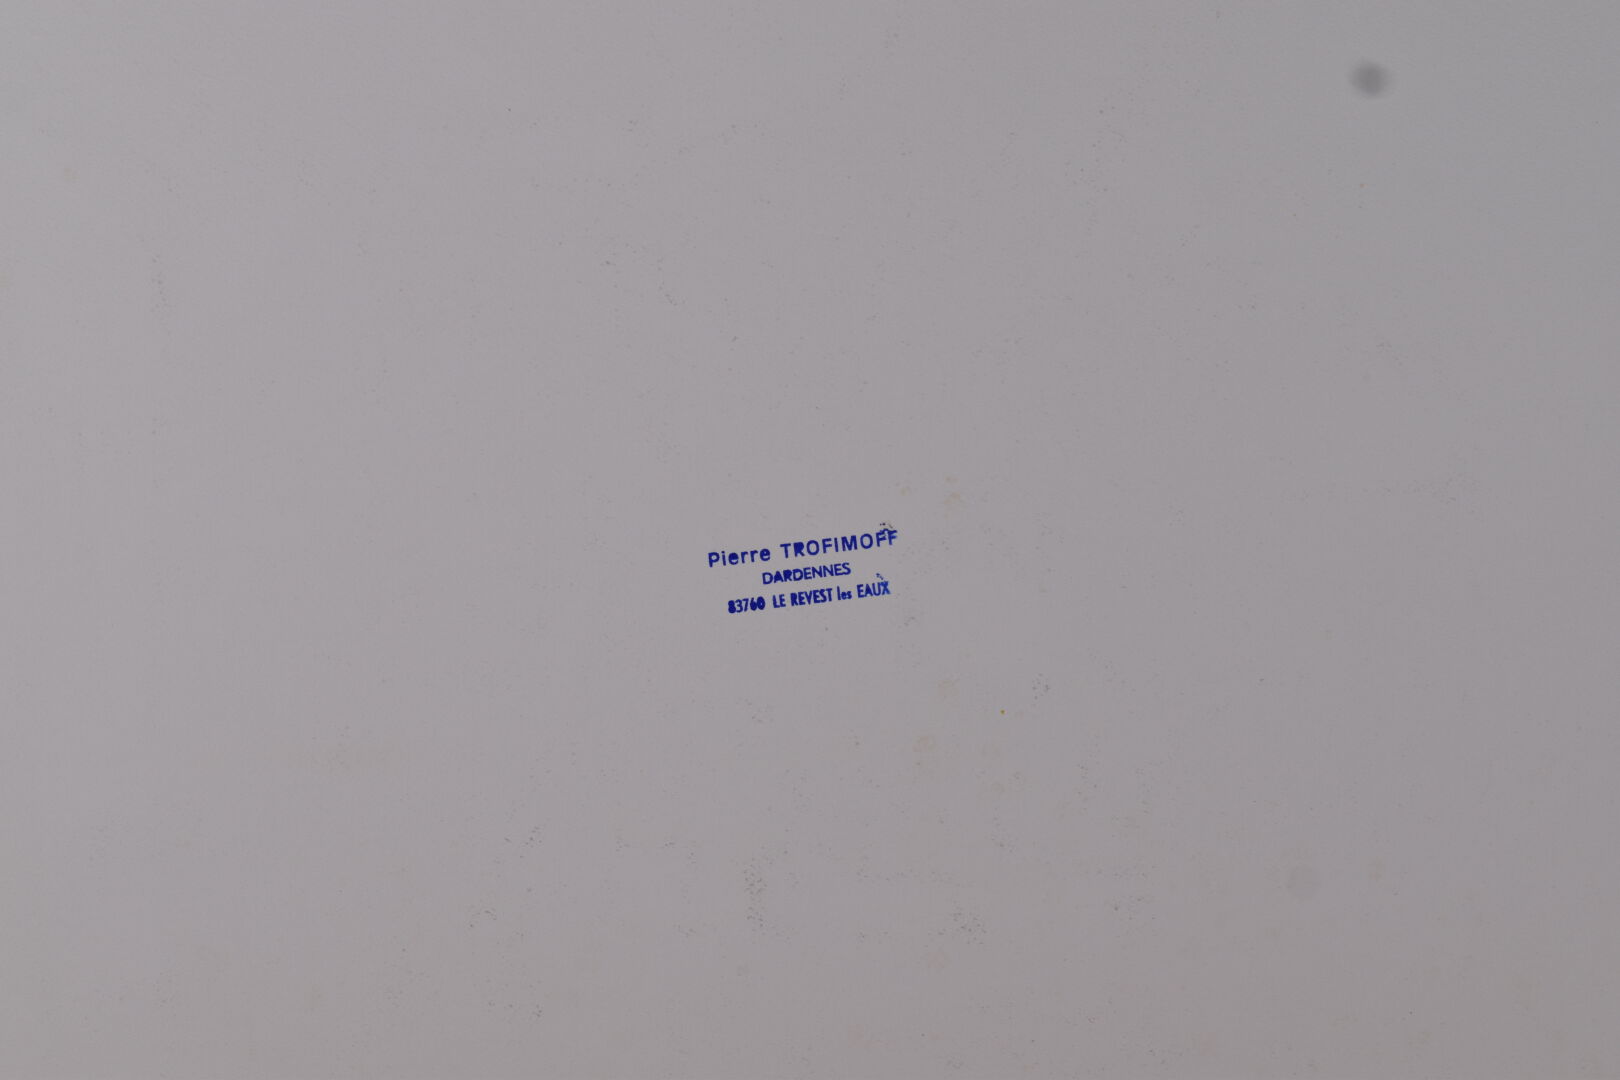 Pierre TROFIMOFF
DARDENNES
83760 LE REVEST les EAUX